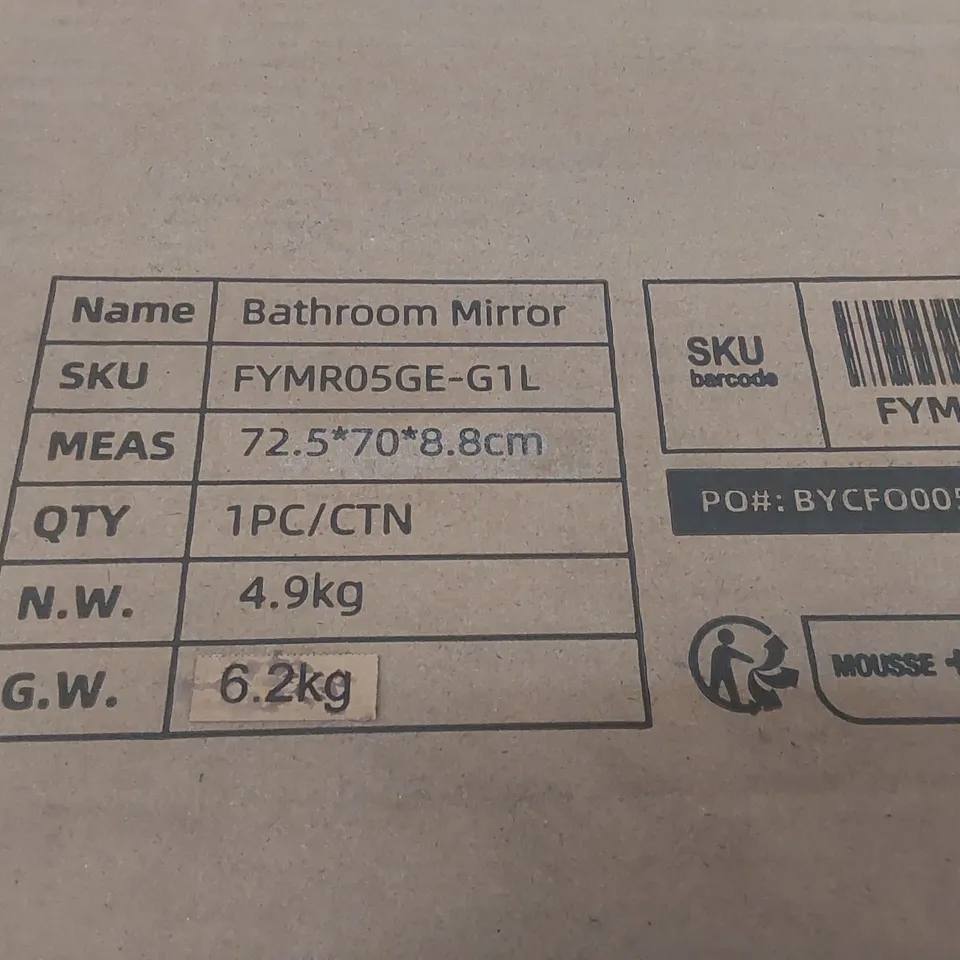 Name Bathroom Mirror
SKU FYMR05GE-G1L
MEAS 72.5*70*8.8cm
QTY 1PC/CTN
N.W. 4.9kg
G.W. 6.2kg
SKU
barcode
FYM
PO#: BYCFO005
MOUSSE +